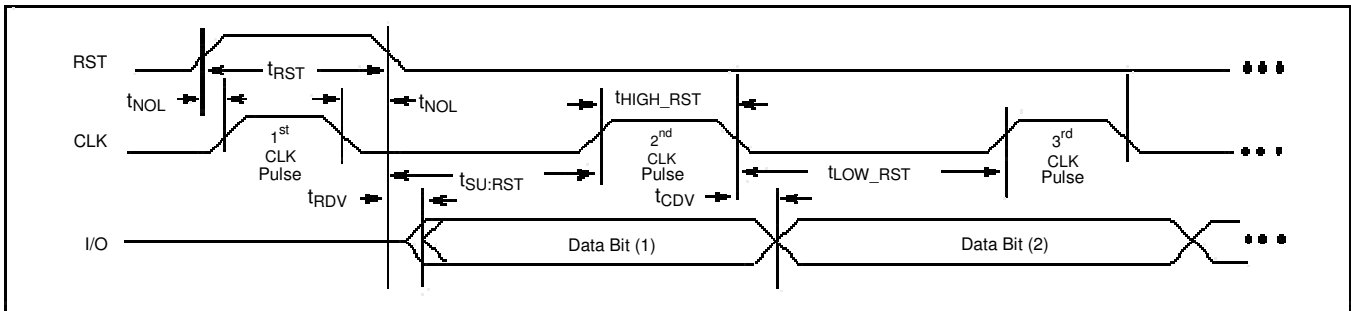 RST
tRST
tNOL
tNOL
tHIGH_RST
CLK
1st
CLK
Pulse
2nd
CLK
Pulse
3rd
CLK
Pulse
tSU:RST
tLOW_RST
tRDV
tCDV
I/O
Data Bit (1)
Data Bit (2)